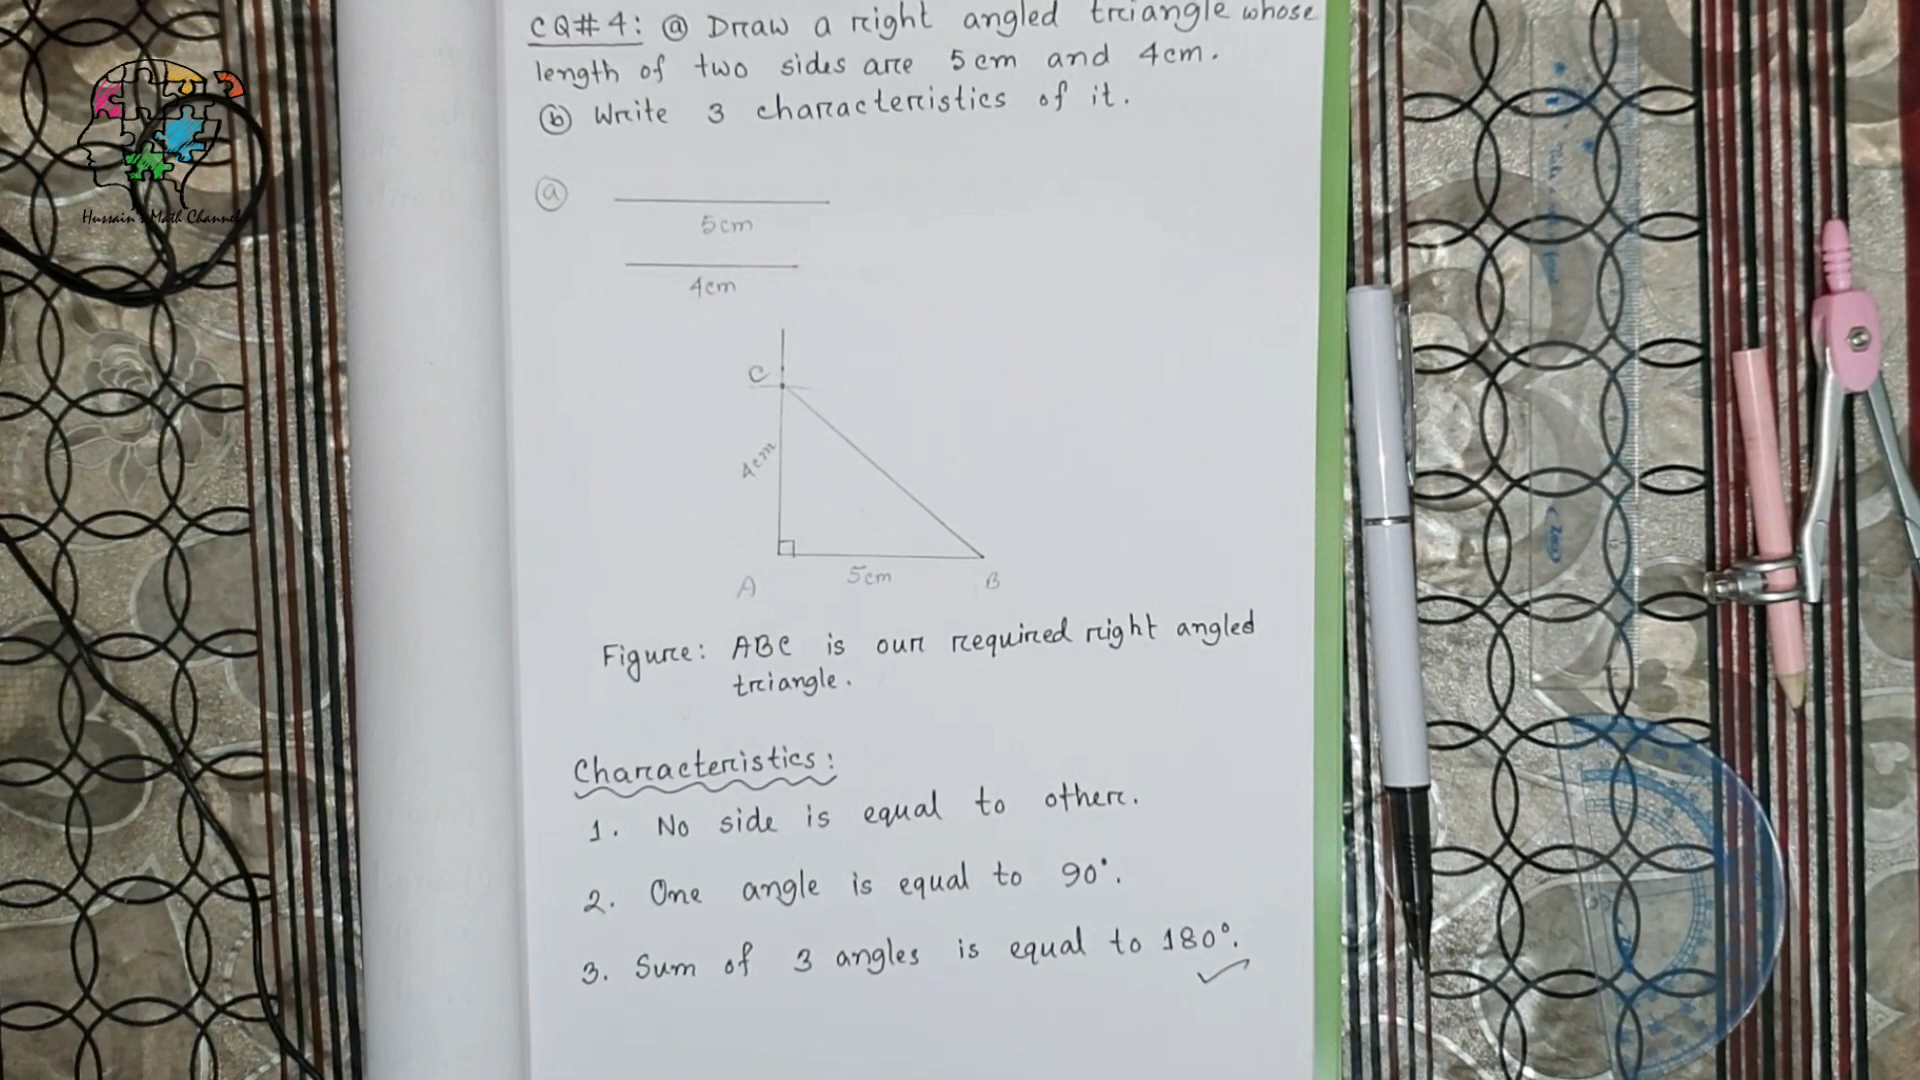 CQ#4: ⓐ Draw a right angled triangle whose
length of two sides are 5cm and 4cm.
ⓑ Write 3 characteristics of it.
Hussain's Math Channel
ⓐ
5cm
4cm
C
4cm
A
5cm
B
Figure: ABC is our required right angled
triangle.
Characteristics:
1. No side is equal to other.
2. One angle is equal to 90°.
3. Sum of 3 angles is equal to 180°.